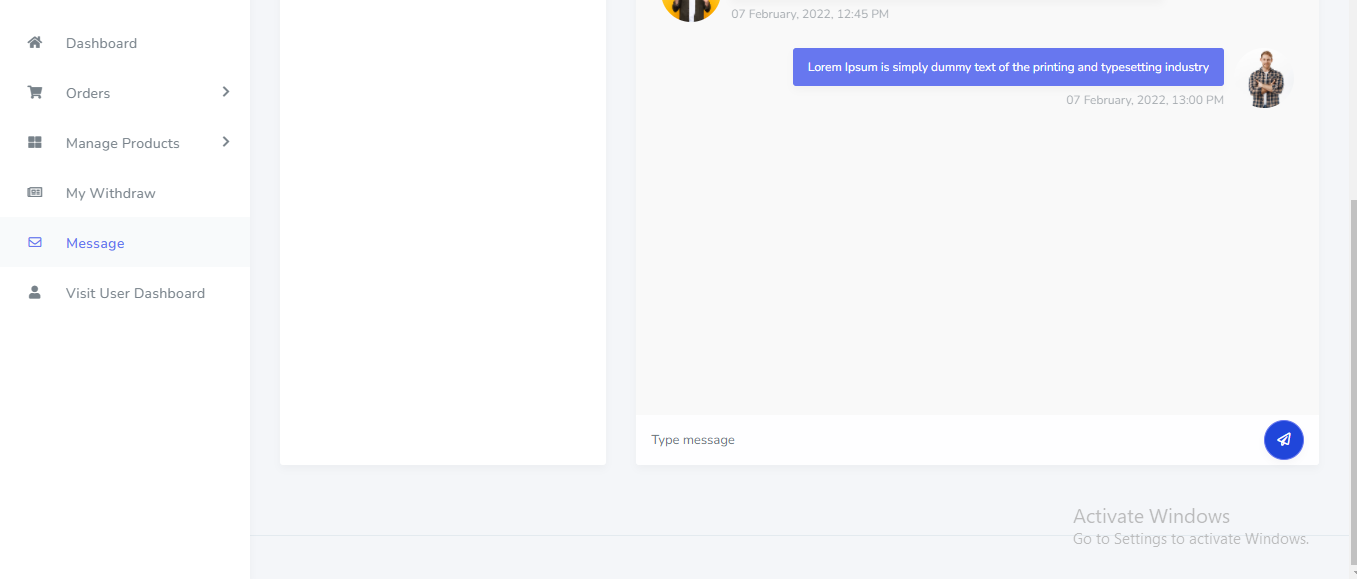 Dashboard
Orders
Manage Products
My Withdraw
Message
Visit User Dashboard
07 February, 2022, 12:45 PM
Lorem Ipsum is simply dummy text of the printing and typesetting industry
07 February, 2022, 13:00 PM
Type message
Activate Windows
Go to Settings to activate Windows.